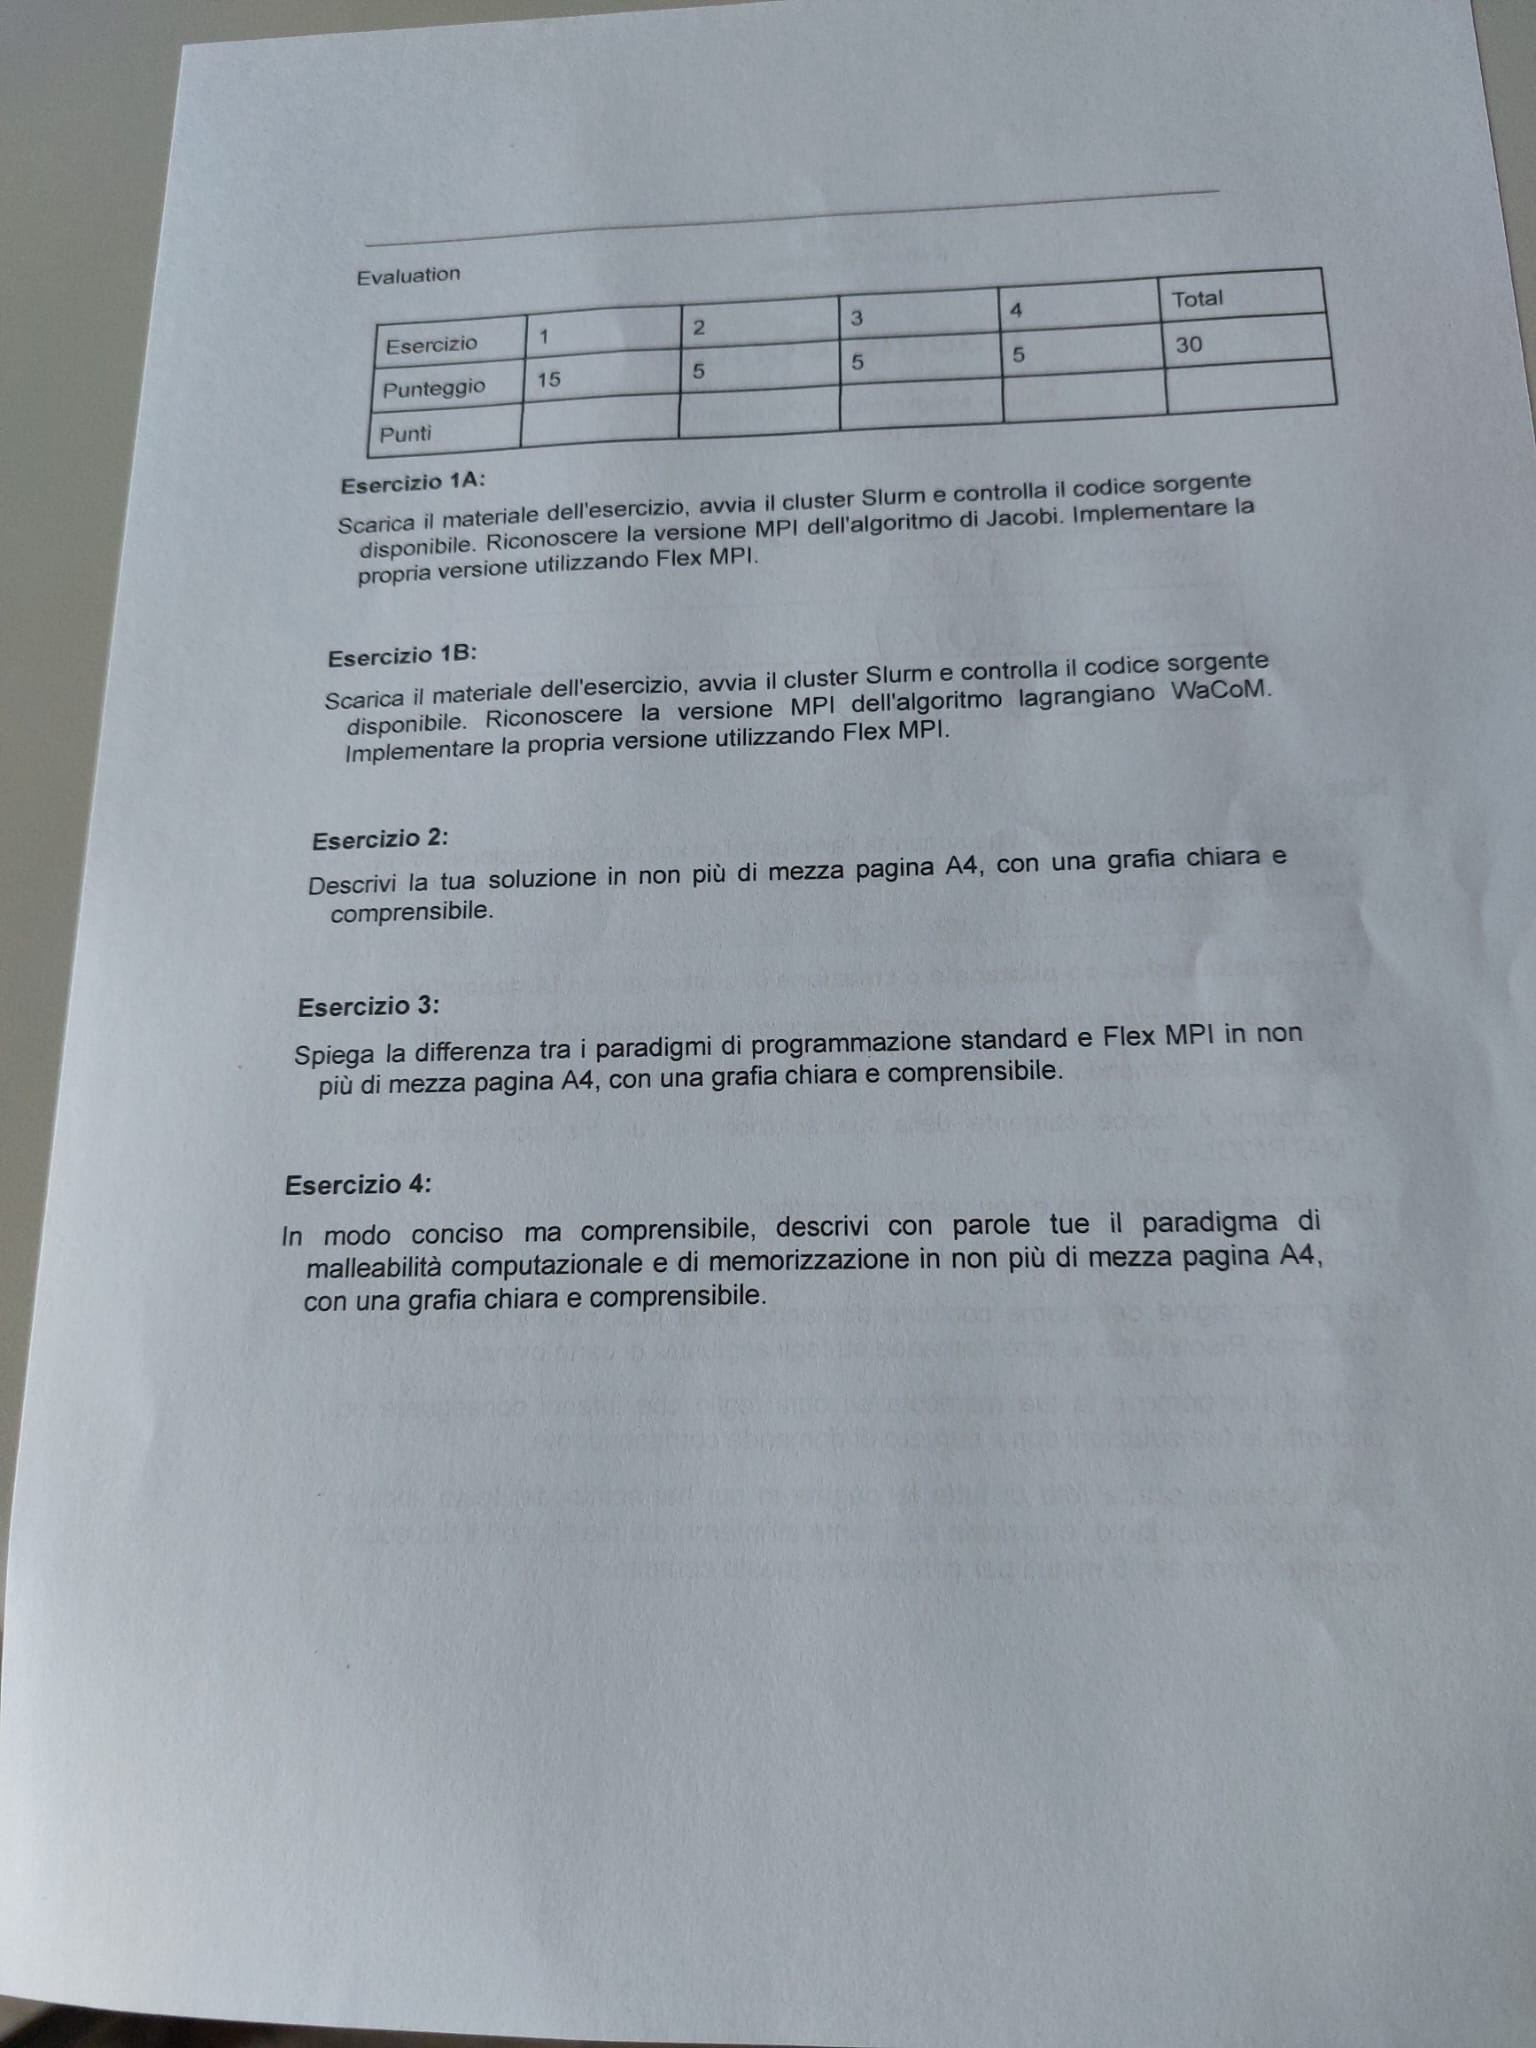 Evaluation
Esercizio 1 2 3 4 Total
Punteggio 15 5 5 5 30
Punti
Esercizio 1A:
Scarica il materiale dell'esercizio, avvia il cluster Slurm e controlla il codice sorgente
disponibile. Riconoscere la versione MPI dell'algoritmo di Jacobi. Implementare la
propria versione utilizzando Flex MPI.
Esercizio 1B:
Scarica il materiale dell'esercizio, avvia il cluster Slurm e controlla il codice sorgente
disponibile. Riconoscere la versione MPI dell'algoritmo lagrangiano WaCoM.
Implementare la propria versione utilizzando Flex MPI.
Esercizio 2:
Descrivi la tua soluzione in non più di mezza pagina A4, con una grafia chiara e
comprensibile.
Esercizio 3:
Spiega la differenza tra i paradigmi di programmazione standard e Flex MPI in non
più di mezza pagina A4, con una grafia chiara e comprensibile.
Esercizio 4:
In modo conciso ma comprensibile, descrivi con parole tue il paradigma di
malleabilità computazionale e di memorizzazione in non più di mezza pagina A4,
con una grafia chiara e comprensibile.